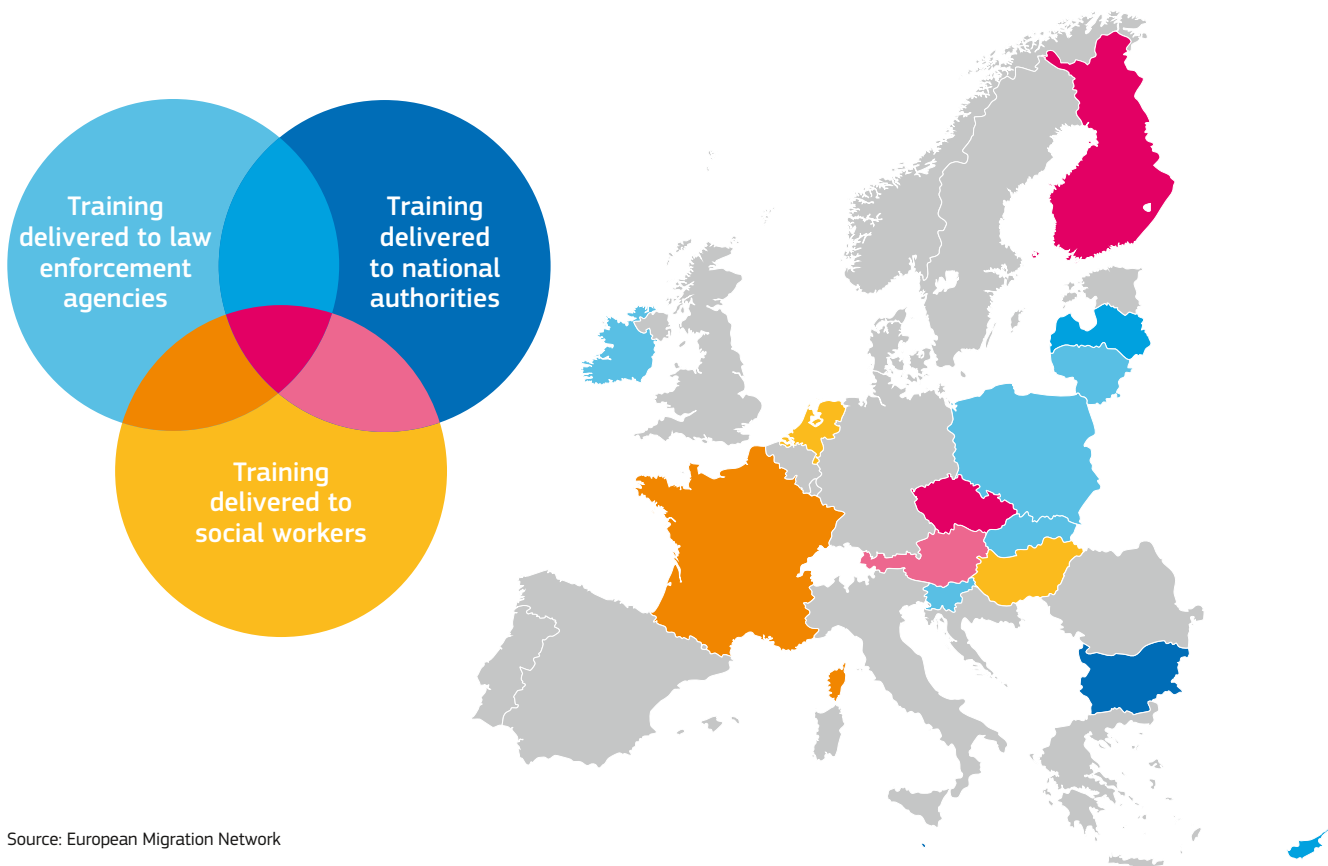 Training
delivered to law
enforcement
agencies
Training
delivered
to national
authorities
Training
delivered to
social workers
Source: European Migration Network